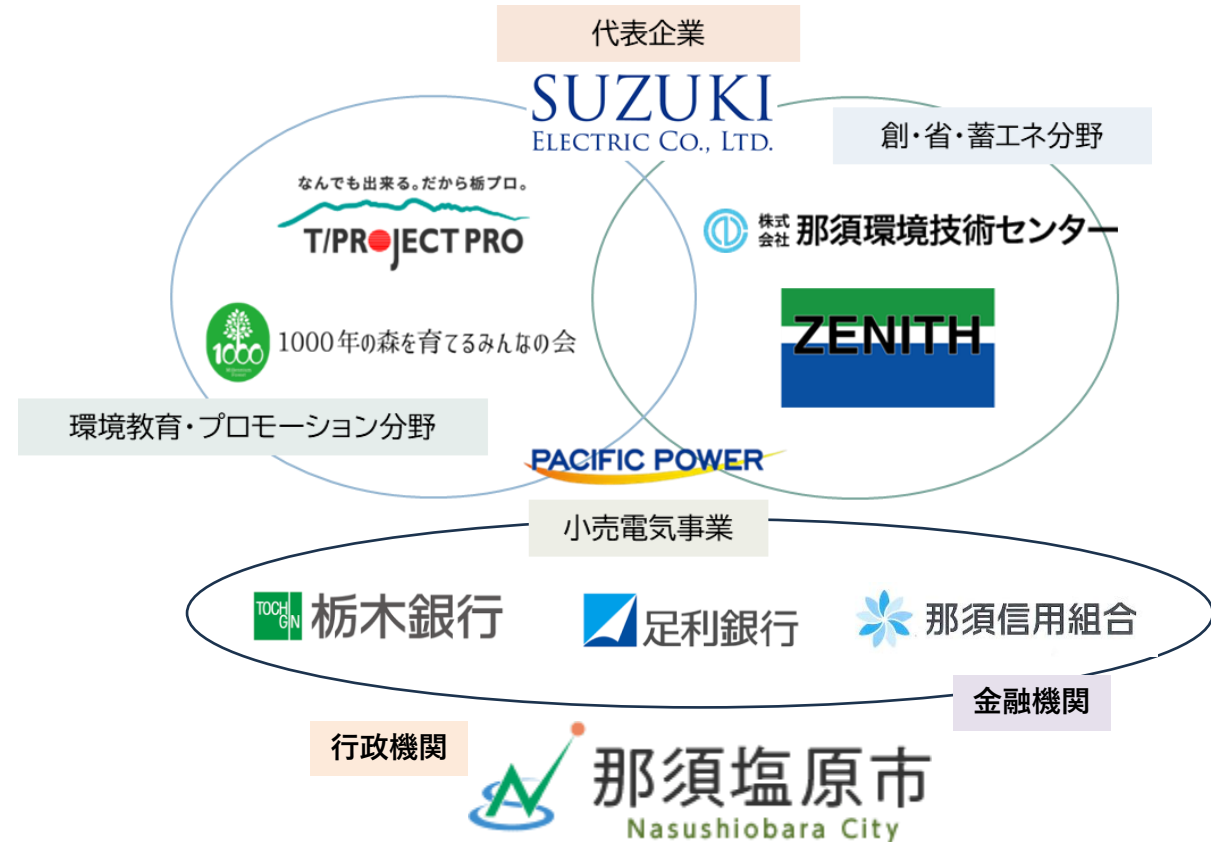 代表企業
SUZUKI
ELECTRIC CO., LTD.
創・省・蓄エネ分野
なんでも出来る。だから栃プロ。
T/PROJECT PRO
株式会社 那須環境技術センター
1000
1000年の森を育てるみんなの会
ZENITH
環境教育・プロモーション分野
PACIFIC POWER
小売電気事業
TOCHIGIN 栃木銀行
足利銀行
那須信用組合
金融機関
行政機関
那須塩原市
Nasushiobara City